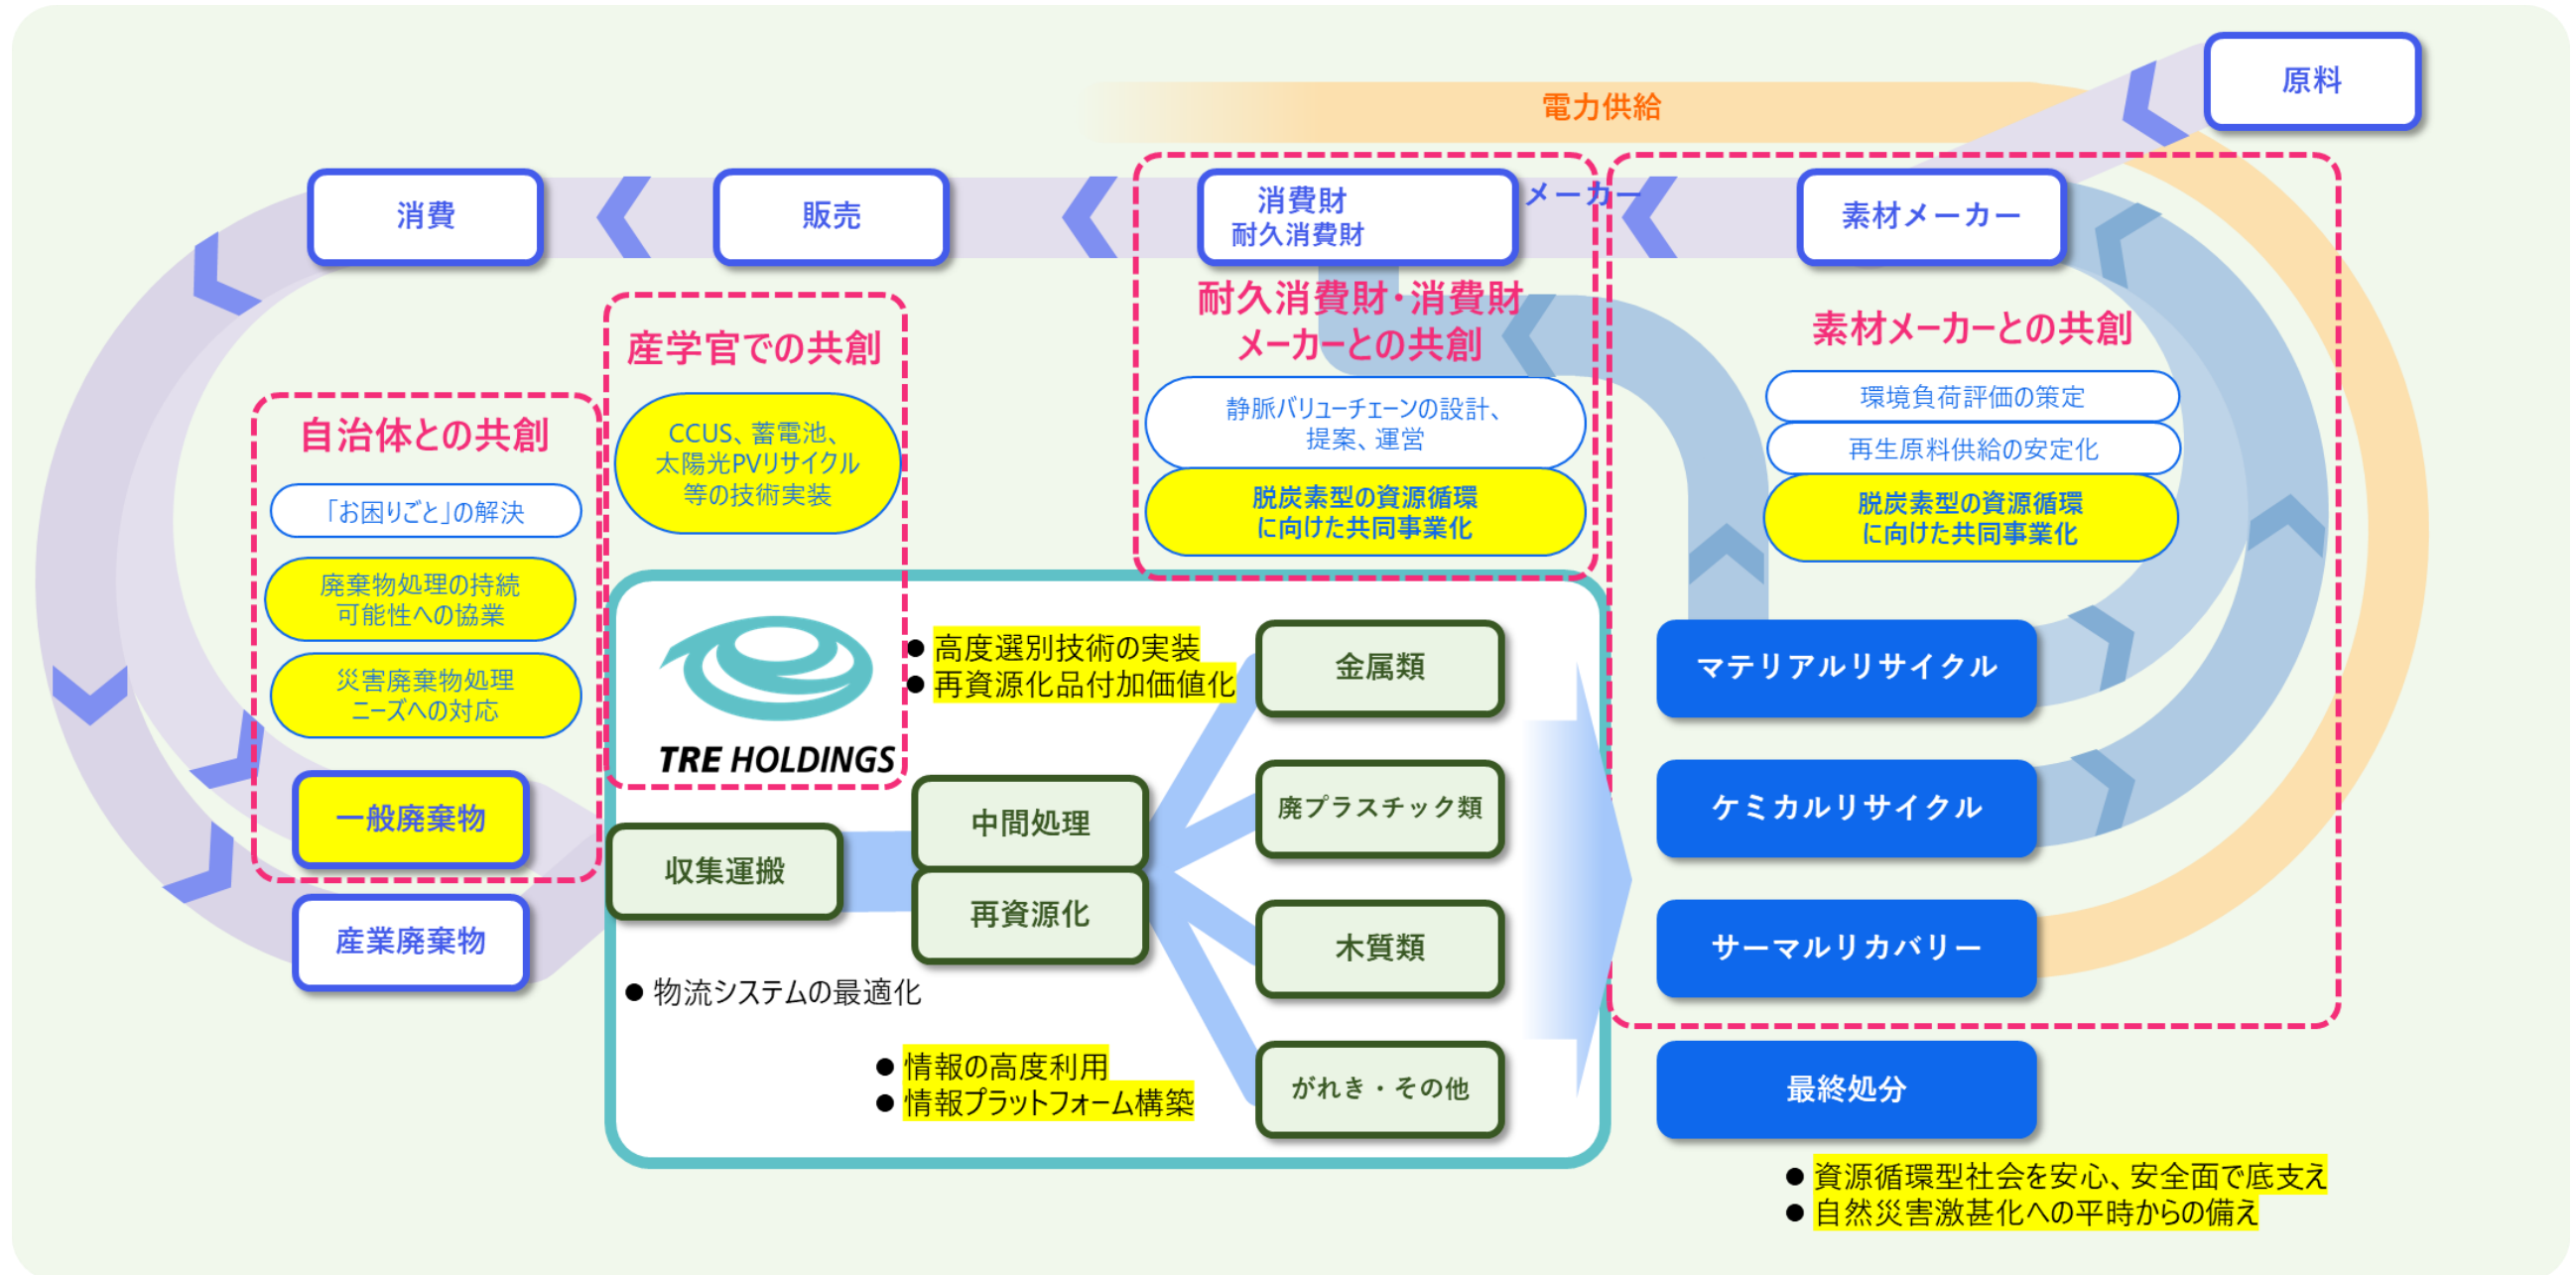 原料
電力供給
消費
販売
消費財
耐久消費財
メーカー
素材メーカー
耐久消費財・消費財
メーカーとの共創
静脈バリューチェーンの設計、
提案、運営
脱炭素型の資源循環
に向けた共同事業化
素材メーカーとの共創
環境負荷評価の策定
再生原料供給の安定化
脱炭素型の資源循環
に向けた共同事業化
産学官での共創
CCUS、蓄電池、
太陽光PVリサイクル
等の技術実装
自治体との共創
「お困りごと」の解決
廃棄物処理の持続
可能性への協業
災害廃棄物処理
ニーズへの対応
一般廃棄物
産業廃棄物
TRE HOLDINGS
● 高度選別技術の実装
● 再資源化品付加価値化
収集運搬
中間処理
再資源化
● 物流システムの最適化
● 情報の高度利用
● 情報プラットフォーム構築
金属類
廃プラスチック類
木質類
がれき・その他
マテリアルリサイクル
ケミカルリサイクル
サーマルリカバリー
最終処分
● 資源循環型社会を安心、安全面で底支え
● 自然災害激甚化への平時からの備え